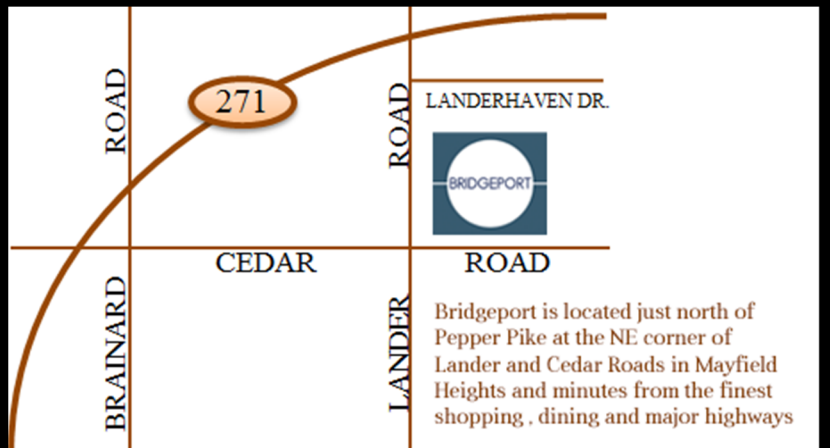 ROAD
271
ROAD
LANDERHAVEN DR.
BRIDGEPORT
CEDAR
ROAD
BRAINARD
LANDER
Bridgeport is located just north of
Pepper Pike at the NE corner of
Lander and Cedar Roads in Mayfield
Heights and minutes from the finest
shopping , dining and major highways